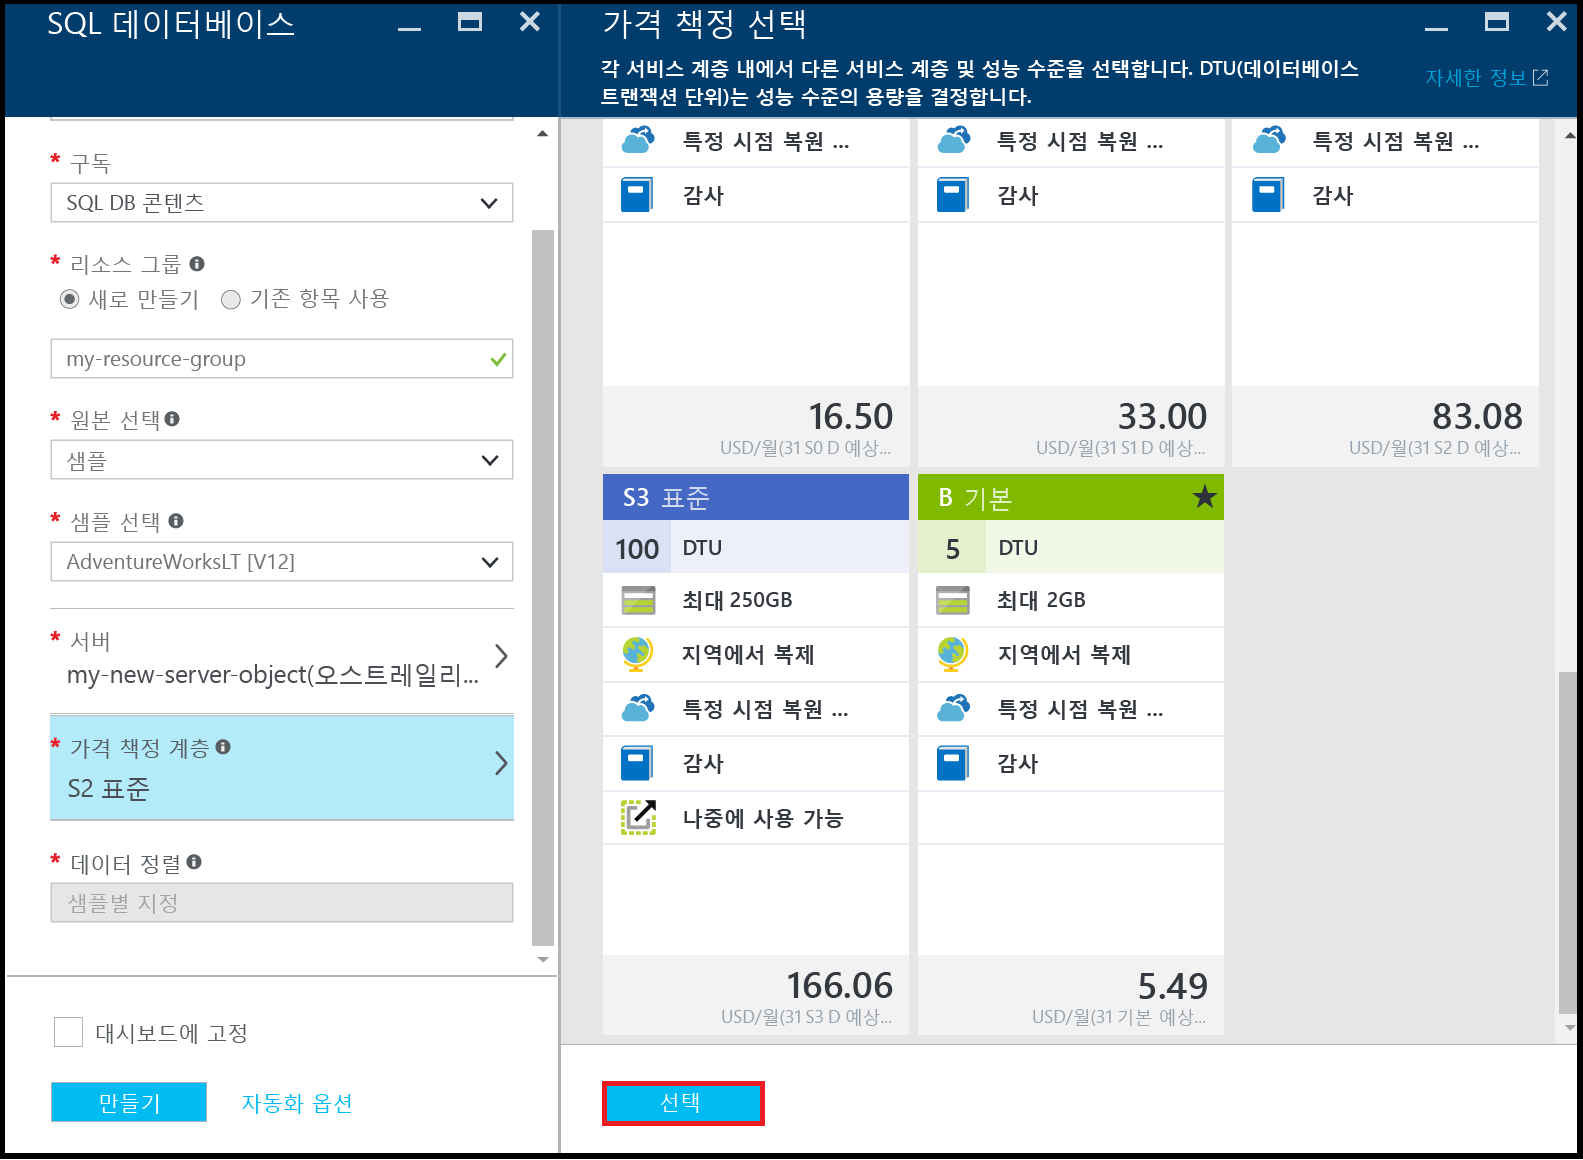 SQL 데이터베이스
* 구독
SQL DB 콘텐츠
* 리소스 그룹
새로 만들기 기존 항목 사용
my-resource-group
* 원본 선택
샘플
* 샘플 선택
AdventureWorksLT [V12]
* 서버
my-new-server-object(오스트레일리...
* 가격 책정 계층
S2 표준
* 데이터 정렬
샘플별 지정
대시보드에 고정
만들기 자동화 옵션
가격 책정 선택
각 서비스 계층 내에서 다른 서비스 계층 및 성능 수준을 선택합니다. DTU(데이터베이스
트랜잭션 단위)는 성능 수준의 용량을 결정합니다.
자세한 정보
특정 시점 복원 ... 특정 시점 복원 ... 특정 시점 복원 ...
감사 감사 감사
16.50 33.00 83.08
USD/월(31 S0 D 예상... USD/월(31 S1 D 예상... USD/월(31 S2 D 예상...
S3 표준 B 기본
100 DTU 5 DTU
최대 250GB 최대 2GB
지역에서 복제 지역에서 복제
특정 시점 복원 ... 특정 시점 복원 ...
감사 감사
나중에 사용 가능
166.06 5.49
USD/월(31 S3 D 예상... USD/월(31 기본 예상...
선택